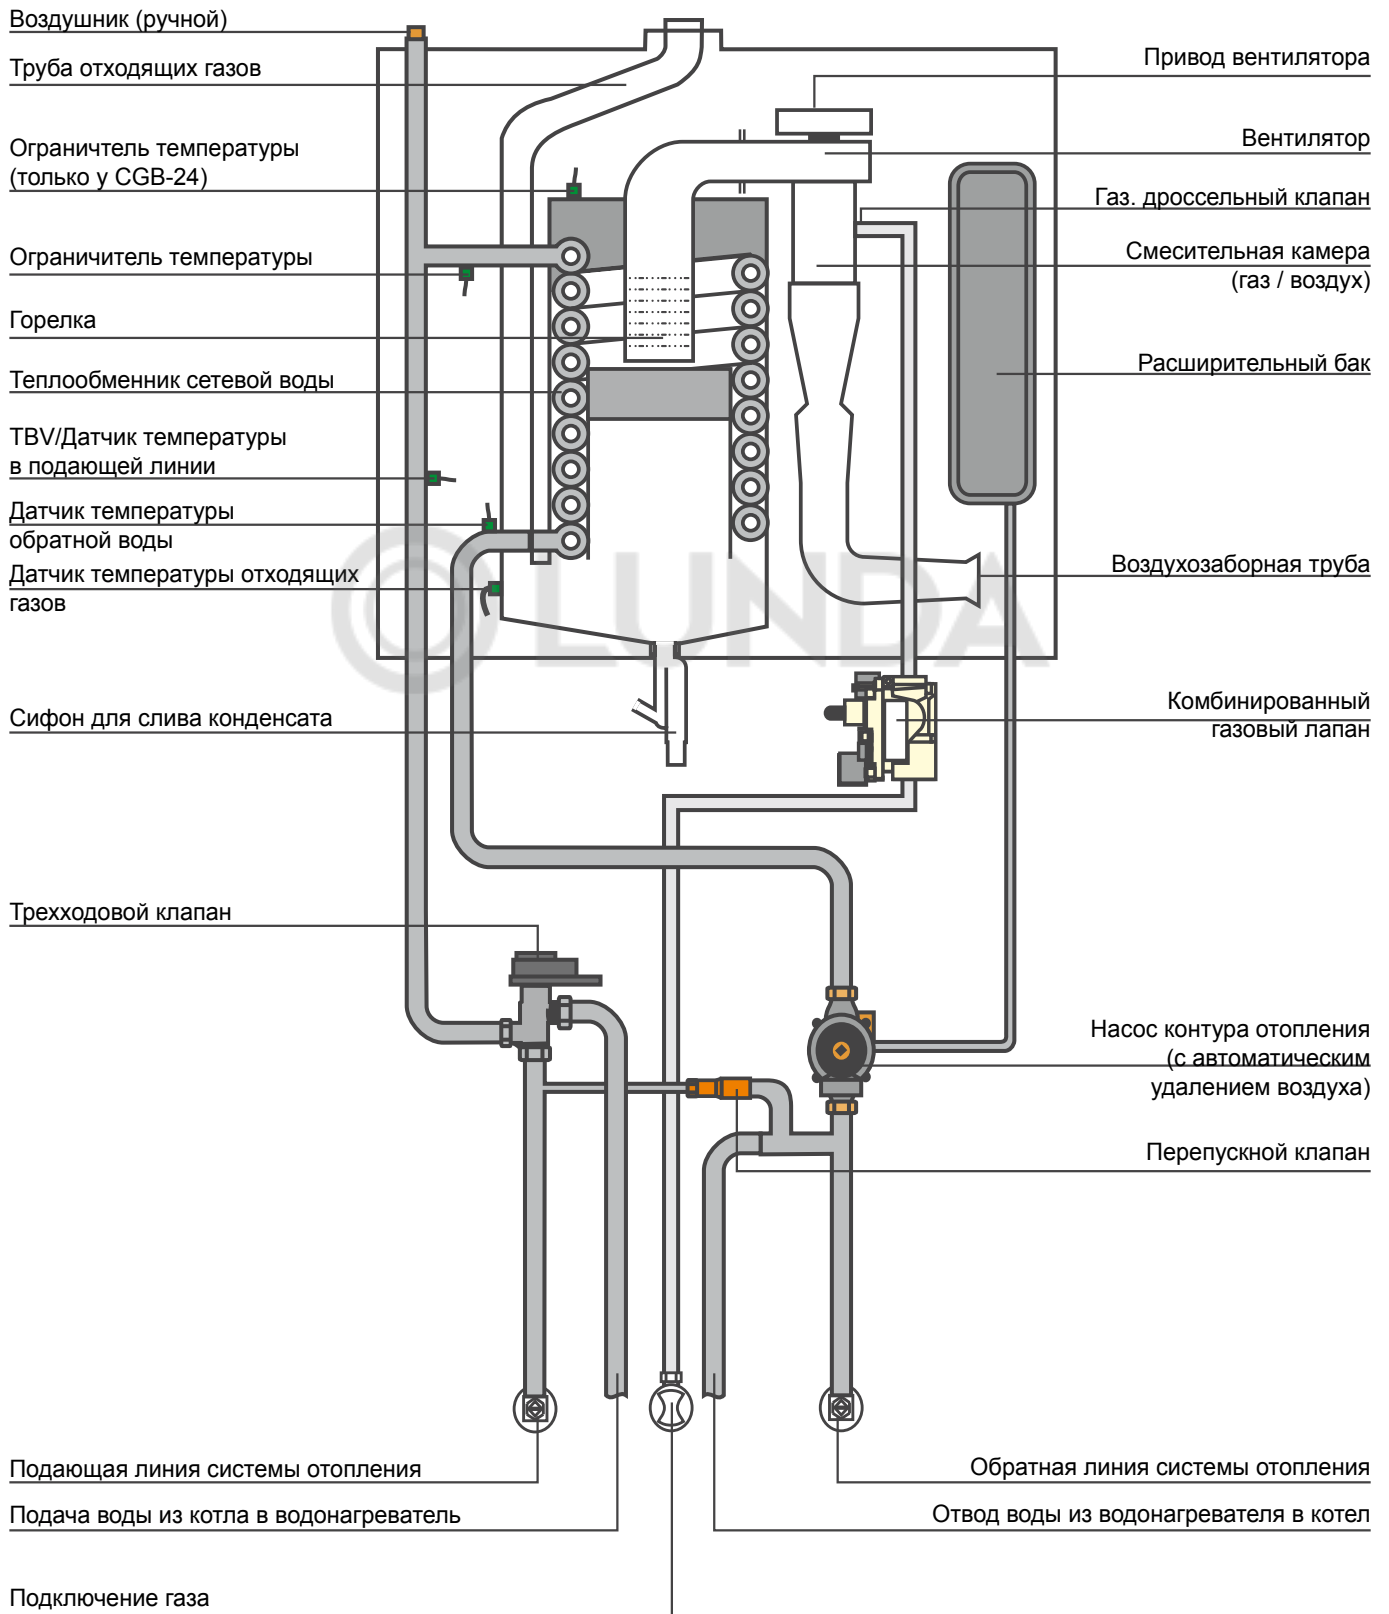 Воздушник (ручной)
Труба отходящих газов
Ограничтель температуры
(только у CGB-24)
Ограничитель температуры
Горелка
Теплообменник сетевой воды
TBV/Датчик температуры
в подающей линии
Датчик температуры
обратной воды
Датчик температуры отходящих
газов
Сифон для слива конденсата
Трехходовой клапан
Подающая линия системы отопления
Подача воды из котла в водонагреватель
Подключение газа
Привод вентилятора
Вентилятор
Газ. дроссельный клапан
Смесительная камера
(газ / воздух)
Расширительный бак
Воздухозаборная труба
Комбинированный
газовый лапан
Насос контура отопления
(с автоматическим
удалением воздуха)
Перепускной клапан
Обратная линия системы отопления
Отвод воды из водонагревателя в котел
LUNDA